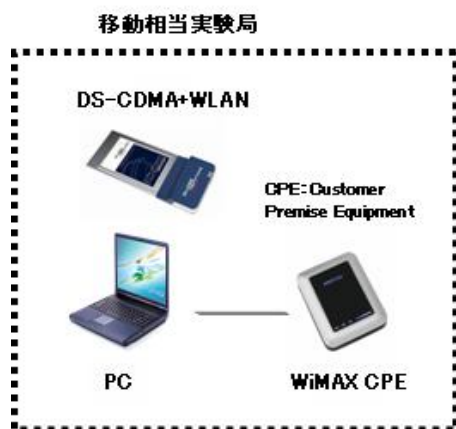 移動相当実験局
DS-CDMA+WLAN
CPE:Customer
Premise Equipment
PC
WiMAX CPE